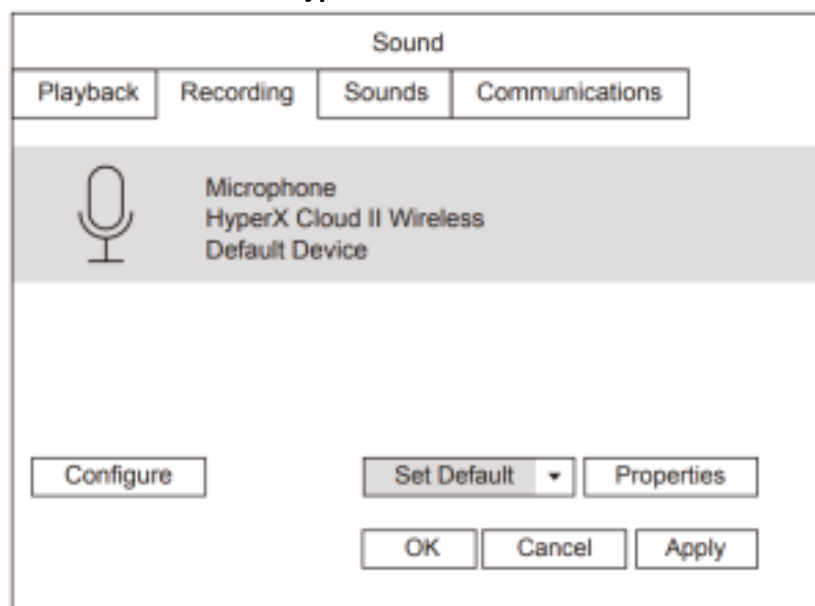 Sound
Playback Recording Sounds Communications
Microphone
HyperX Cloud II Wireless
Default Device
Configure Set Default Properties
OK Cancel Apply